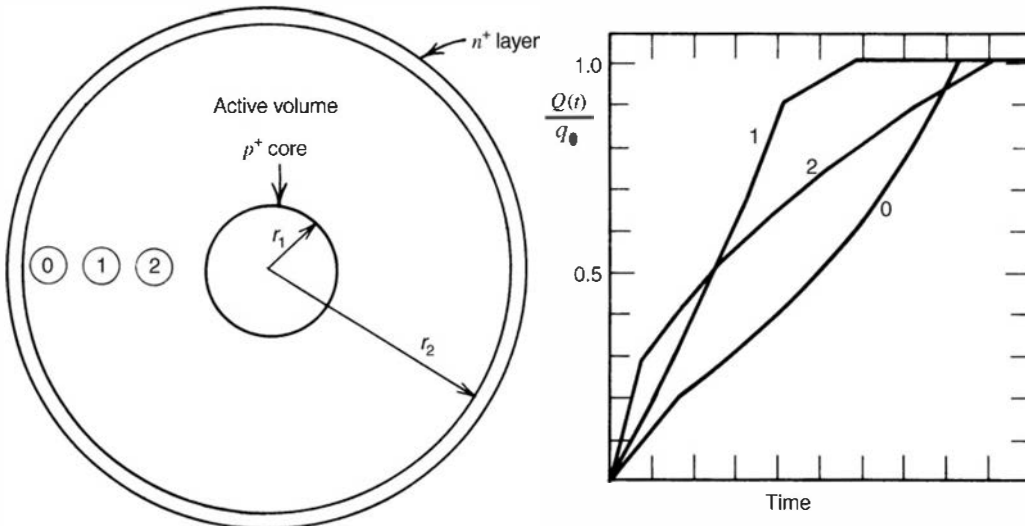 n⁺ layer
Active volume
p⁺ core
r₁
0 1 2
r₂
1.0
Q(t)
q₀
1
2
0
0.5
Time